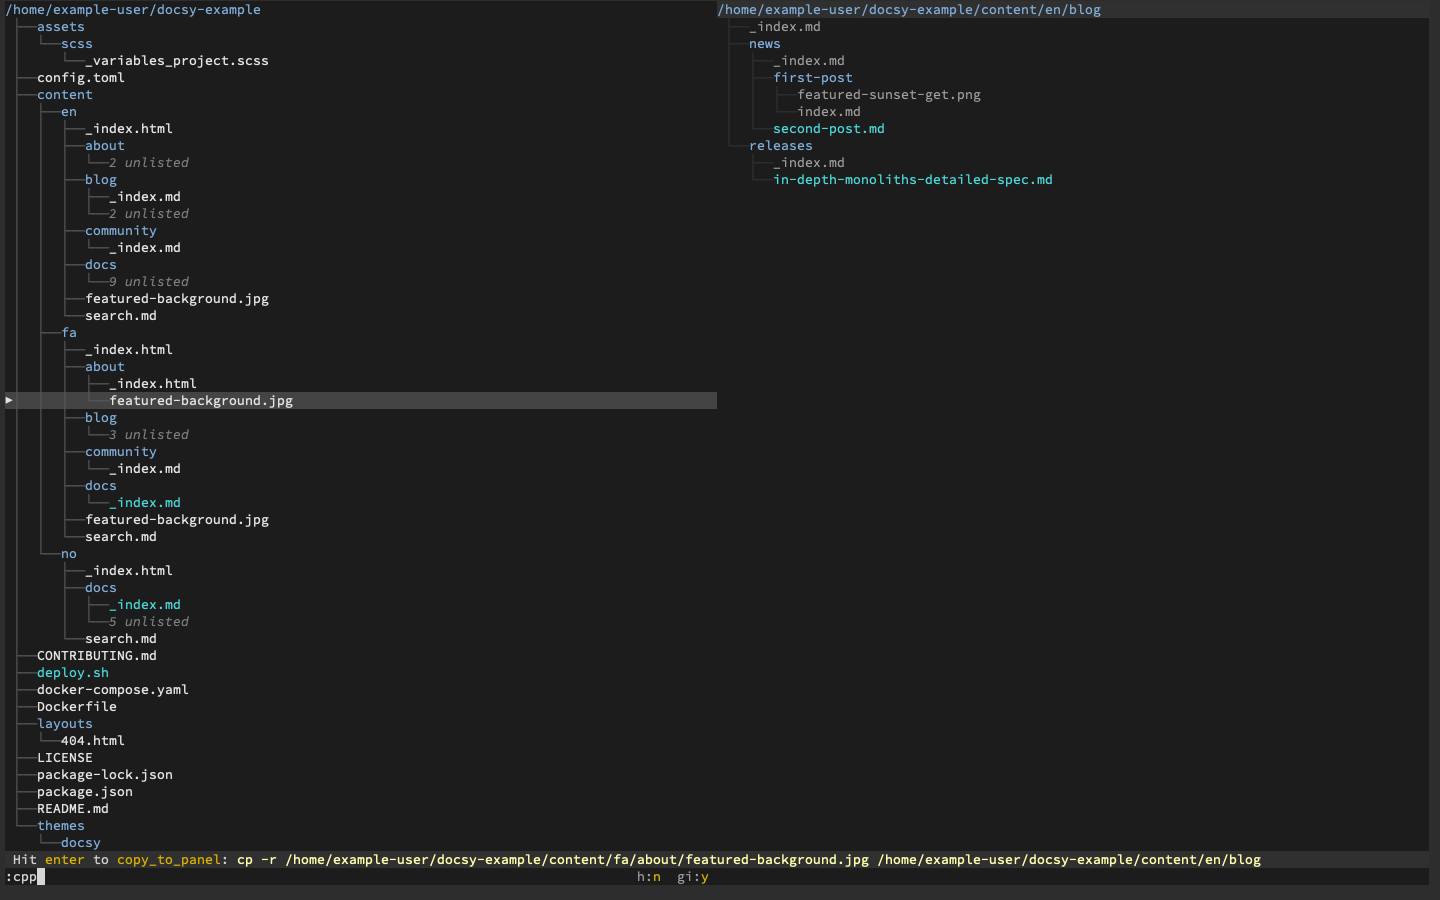 /home/example-user/docsy-example
assets
scss
_variables_project.scss
config.toml
content
en
_index.html
about
2 unlisted
blog
_index.md
2 unlisted
community
_index.md
docs
9 unlisted
featured-background.jpg
search.md
fa
_index.html
about
_index.html
featured-background.jpg
blog
3 unlisted
community
_index.md
docs
_index.md
featured-background.jpg
search.md
no
_index.html
docs
_index.md
5 unlisted
search.md
CONTRIBUTING.md
deploy.sh
docker-compose.yaml
Dockerfile
layouts
404.html
LICENSE
package-lock.json
package.json
README.md
themes
docsy
/home/example-user/docsy-example/content/en/blog
_index.md
news
_index.md
first-post
featured-sunset-get.png
index.md
second-post.md
releases
_index.md
in-depth-monoliths-detailed-spec.md
Hit enter to copy_to_panel: cp -r /home/example-user/docsy-example/content/fa/about/featured-background.jpg /home/example-user/docsy-example/content/en/blog
:cpp h:n gi:y